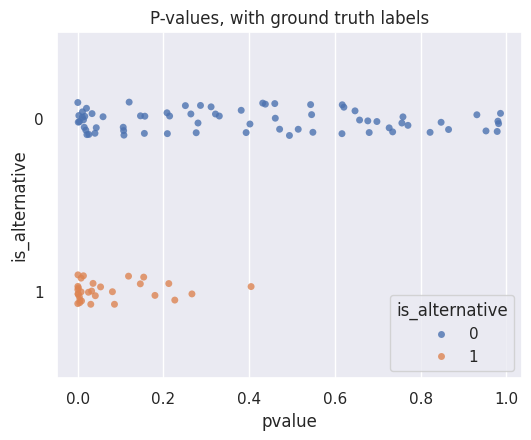 P-values, with ground truth labels
is_alternative
0
1
is_alternative
0
1
0.0 0.2 0.4 0.6 0.8 1.0
pvalue